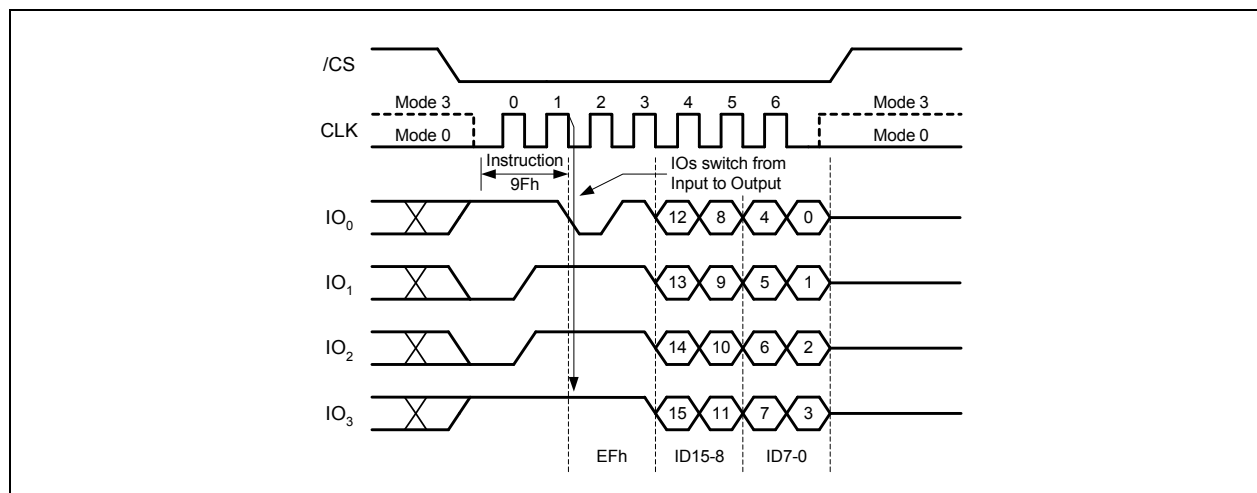 /CS
Mode 3 0 1 2 3 4 5 6 Mode 3
CLK
Mode 0 Mode 0
Instruction
9Fh
IOs switch from
Input to Output
IO0 12 8 4 0
IO1 13 9 5 1
IO2 14 10 6 2
IO3 15 11 7 3
EFh ID15-8 ID7-0